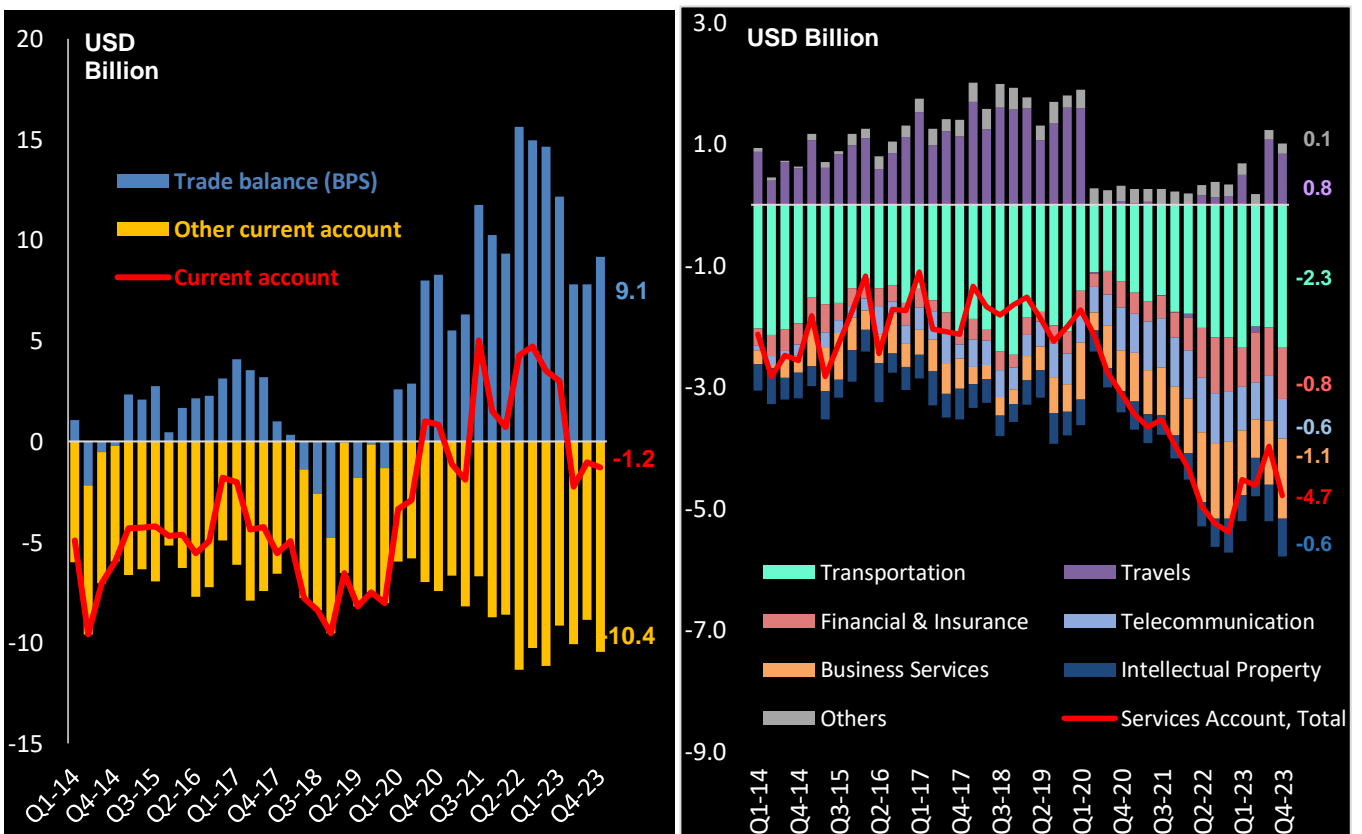 USD
Billion
20
15
10
5
0
-5
-10
-15
Trade balance (BPS)
Other current account
Current account
9.1
-1.2
-10.4
Q1-14
Q4-14
Q3-15
Q2-16
Q1-17
Q4-17
Q3-18
Q2-19
Q1-20
Q4-20
Q3-21
Q2-22
Q1-23
Q4-23
USD Billion
3.0
1.0
-1.0
-3.0
-5.0
-7.0
-9.0
0.1
0.8
-2.3
-0.8
-0.6
-1.1
-4.7
-0.6
Transportation
Travels
Financial & Insurance
Telecommunication
Business Services
Intellectual Property
Others
Services Account, Total
Q1-14
Q4-14
Q3-15
Q2-16
Q1-17
Q4-17
Q3-18
Q2-19
Q1-20
Q4-20
Q3-21
Q2-22
Q1-23
Q4-23